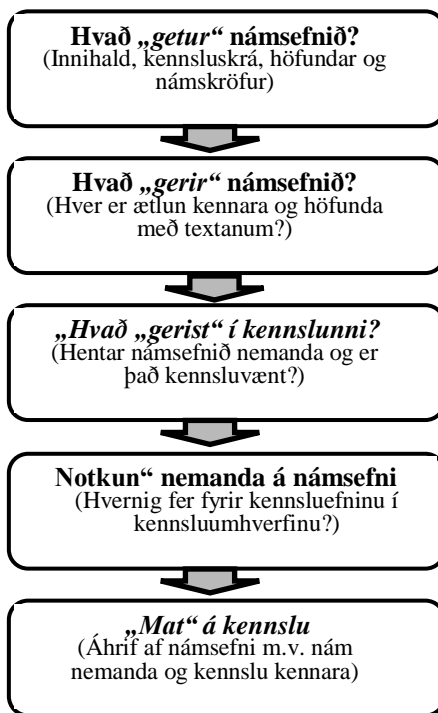 Hvað „getur“ námsefnið?
(Innihald, kennsluskrá, höfundar og
námskröfur)
Hvað „gerir“ námsefnið?
(Hver er ætlun kennara og höfunda
með textanum?)
„Hvað „gerist“ í kennslunni?
(Hentar námsefnið nemanda og er
það kennsluvænt?)
Notkun“ nemanda á námsefni
(Hvernig fer fyrir kennsluefninu í
kennsluumhverfinu?)
„Mat“ á kennslu
(Áhrif af námsefni m.v. nám
nemanda og kennslu kennara)